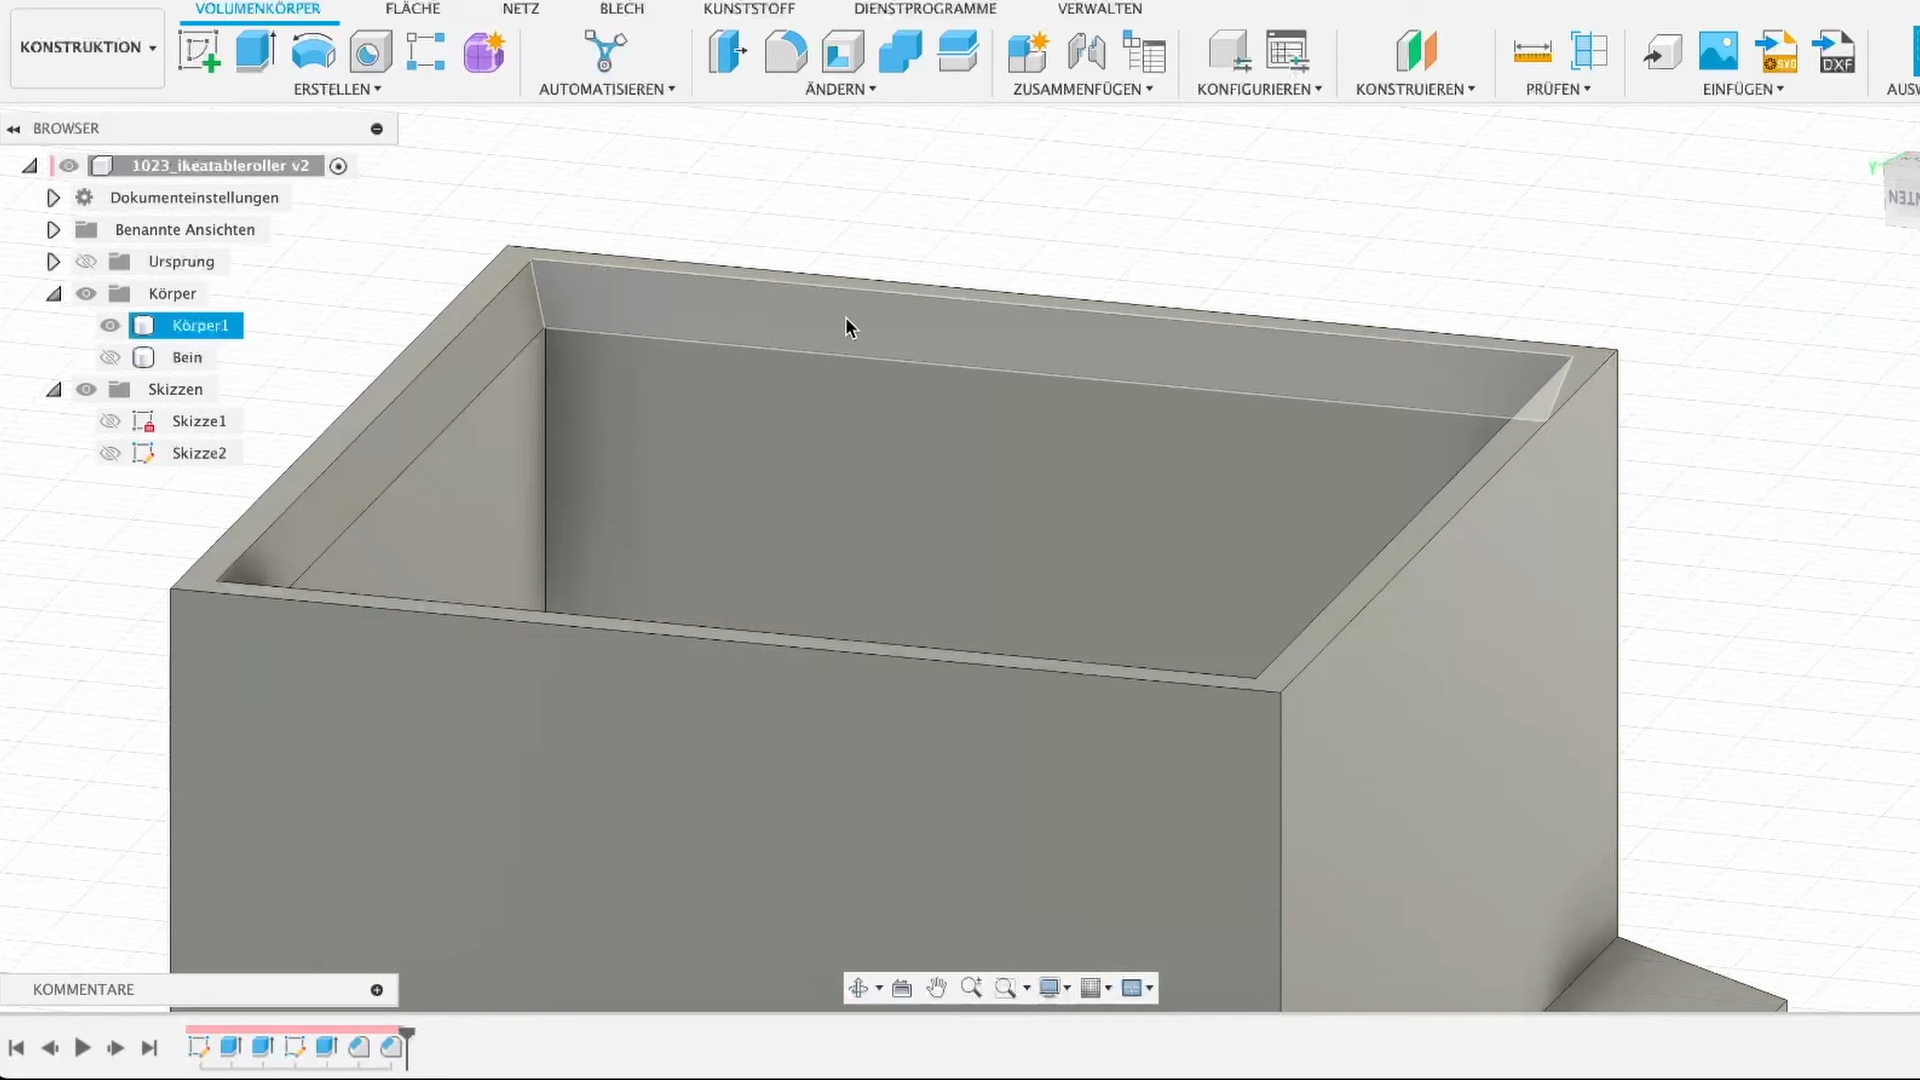 VOLUMENKÖRPER FLÄCHE NETZ BLECH KUNSTSTOFF DIENSTPROGRAMME VERWALTEN
KONSTRUKTION
SVG DXF
ERSTELLEN AUTOMATISIEREN ÄNDERN ZUSAMMENFÜGEN KONFIGURIEREN KONSTRUIEREN PRÜFEN EINFÜGEN AUSW
BROWSER
1023_ikeatableroller v2
Dokumenteinstellungen
Benannte Ansichten
Ursprung
Körper
Körper1
Bein
Skizzen
Skizze1
Skizze2
Y
KOMMENTARE